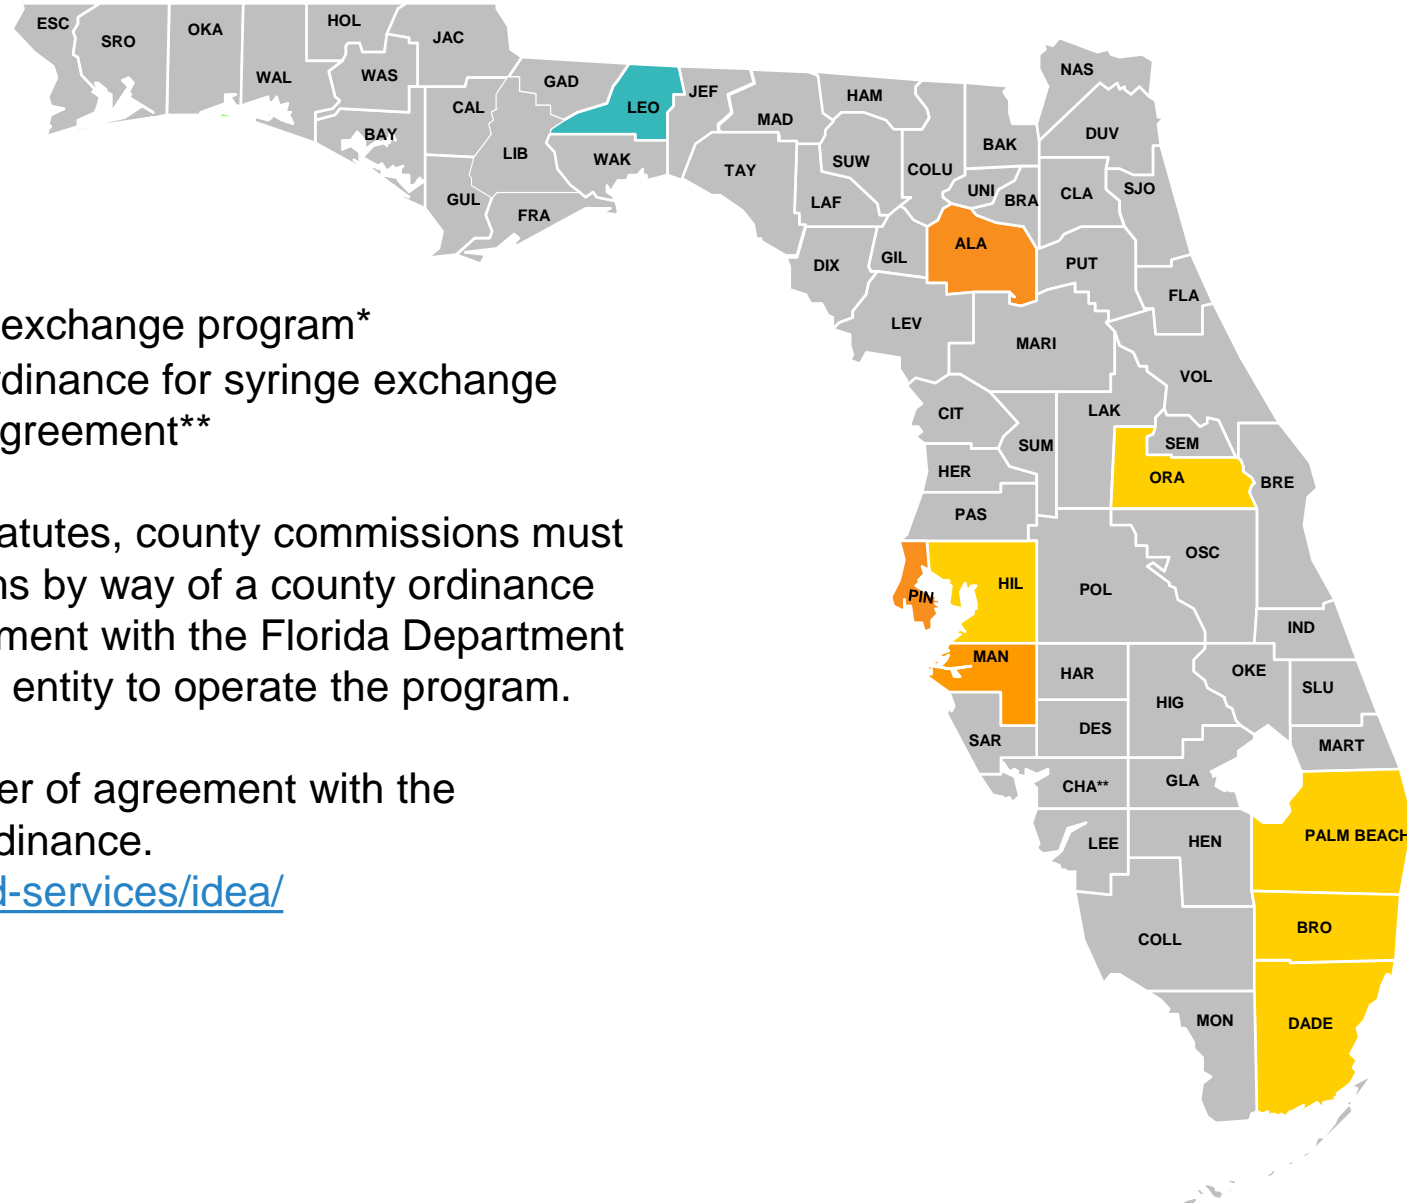 ESC
SRO
OKA
HOL
JAC
WAL
WAS
BAY
CAL
GAD
LEO
JEF
LIB
WAK
GUL
FRA
MAD
HAM
TAY
SUW
LAF
COLU
BAK
NAS
DUV
UNI
BRA
CLA
SJO
ALA
DIX
GIL
PUT
FLA
LEV
MARI
VOL
CIT
SUM
LAK
SEM
HER
ORA
BRE
PAS
OSC
PIN
HIL
POL
IND
MAN
HAR
OKE
SLU
HIG
SAR
DES
MART
CHA**
GLA
LEE
HEN
PALM BEACH
COLL
BRO
MON
DADE
exchange program*
rdinance for syringe exchange
greement**
atutes, county commissions must
ns by way of a county ordinance
ment with the Florida Department
entity to operate the program.
er of agreement with the
dinance.
d-services/idea/